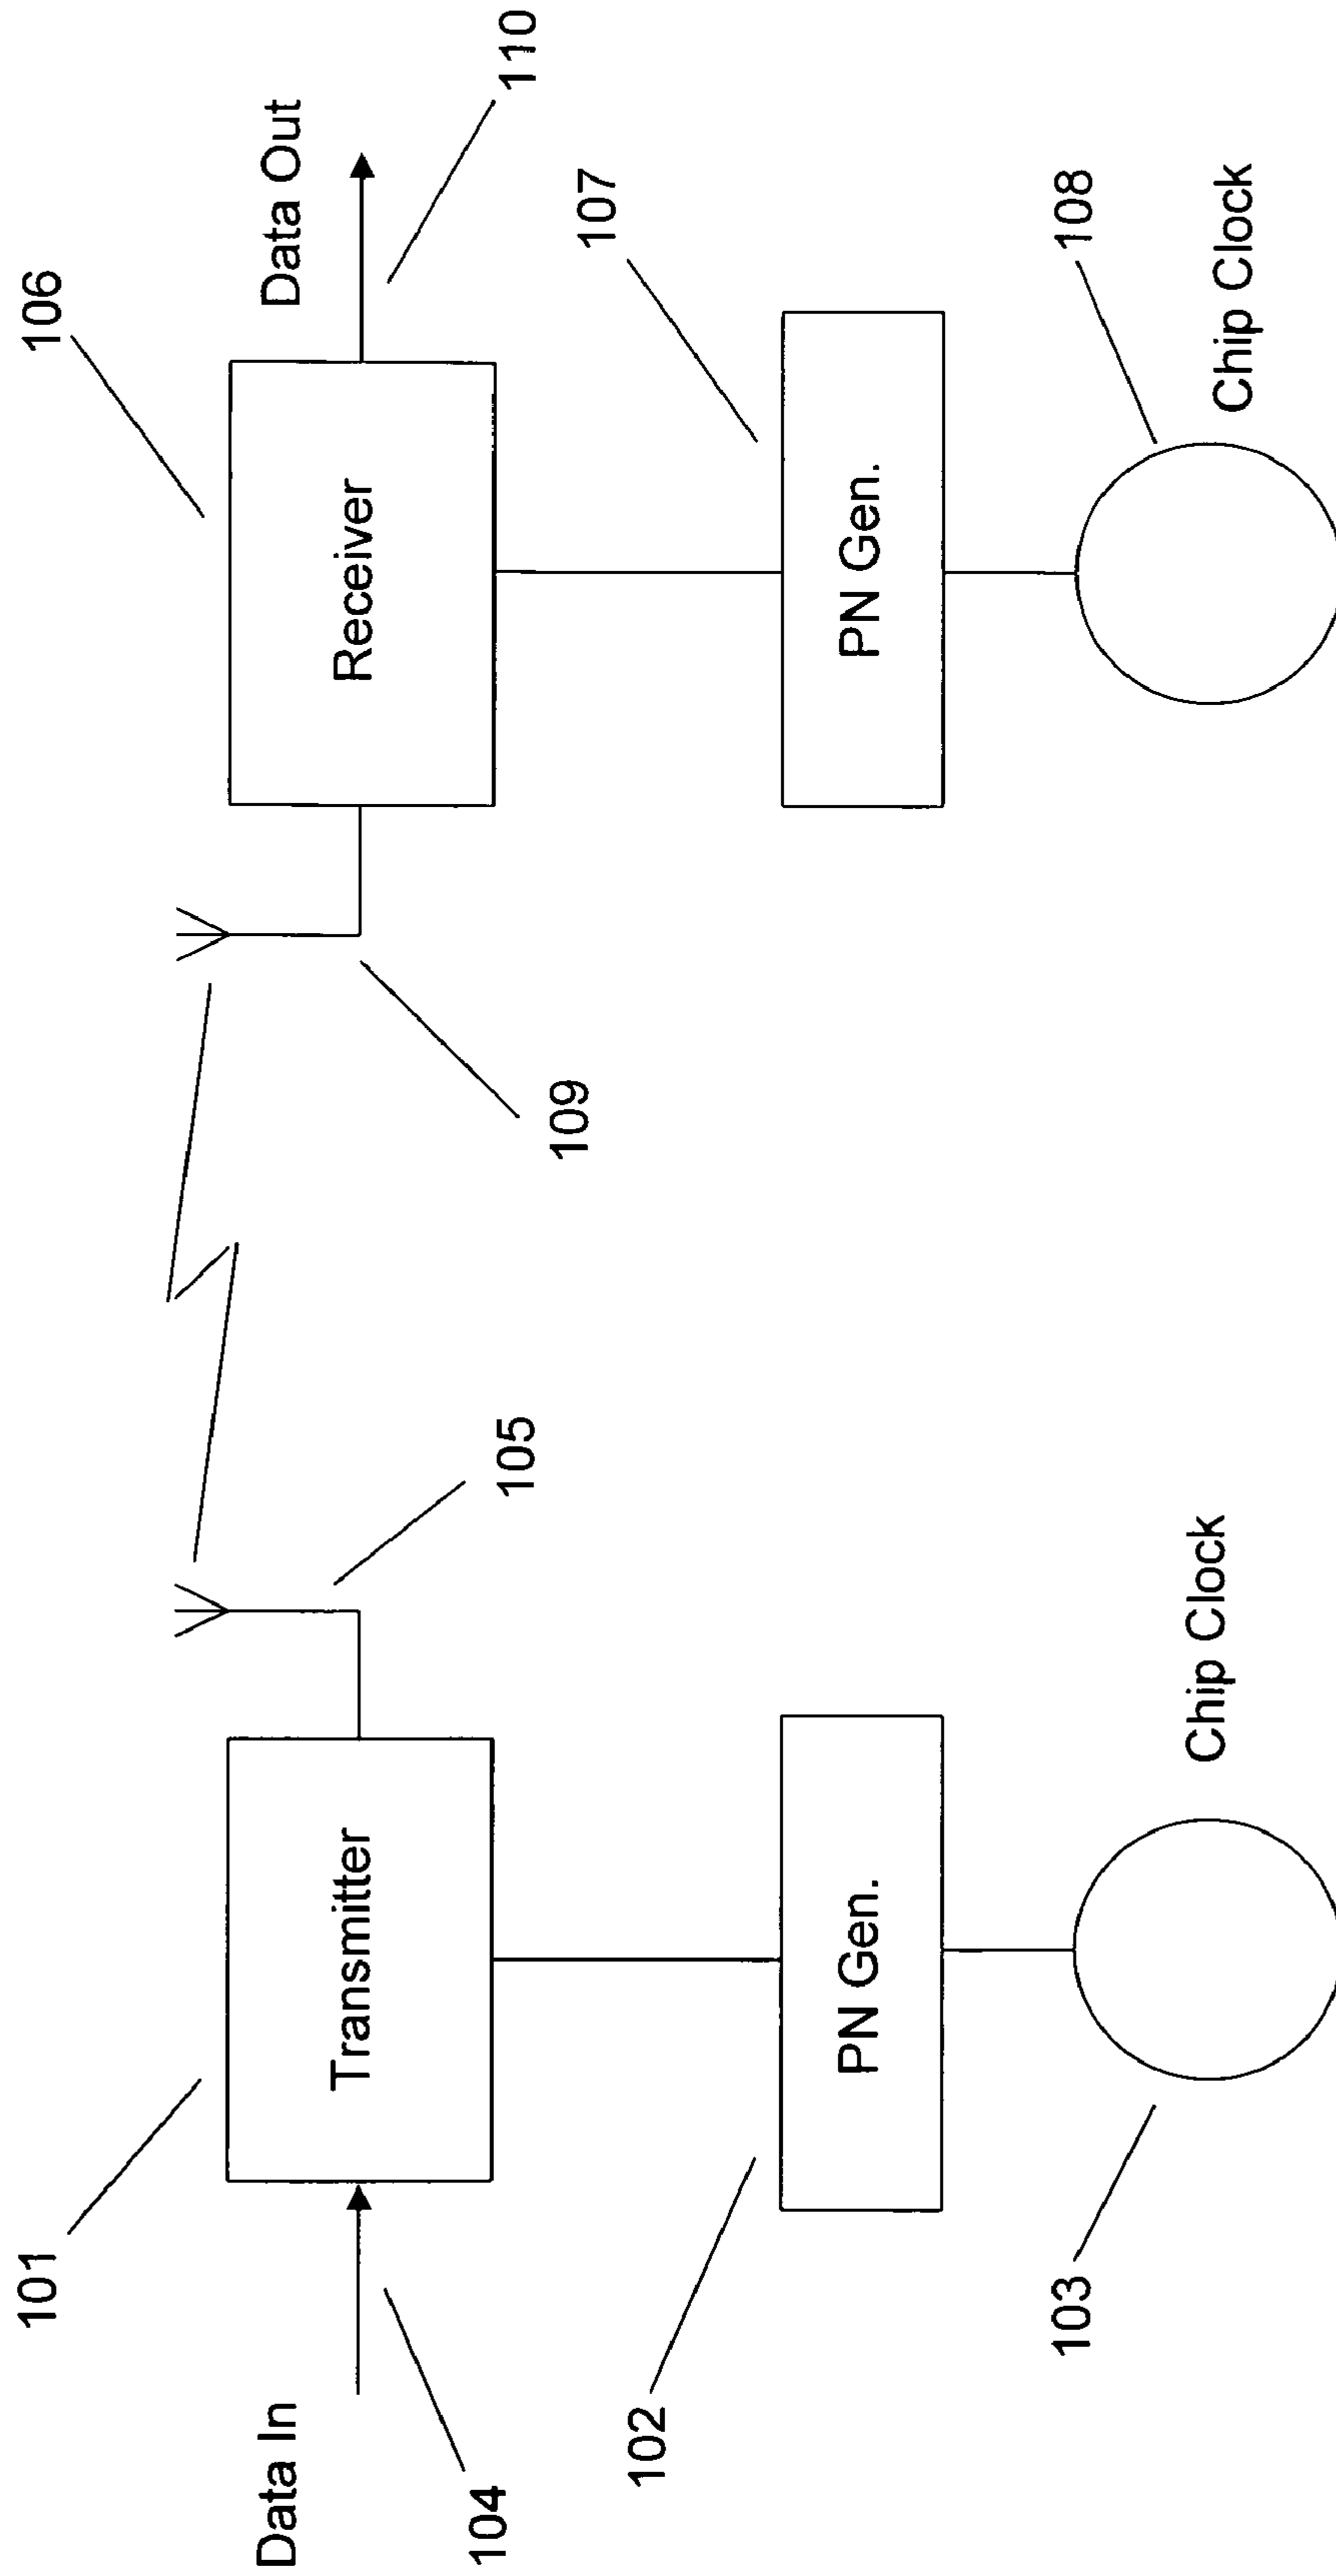 101
Data In
104
Transmitter
105
102
PN Gen.
103
Chip Clock
106
Data Out
110
Receiver
109
107
PN Gen.
108
Chip Clock